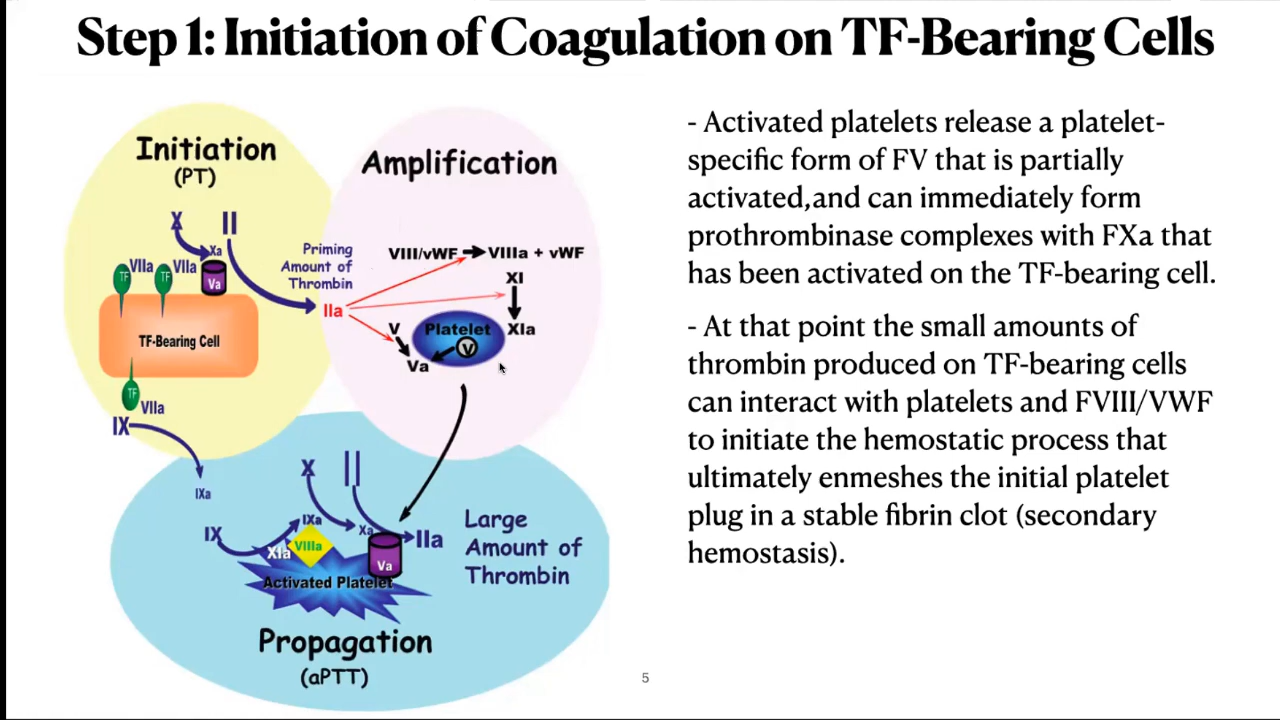 Step 1: Initiation of Coagulation on TF-Bearing Cells
Initiation
(PT)
X
II
Xa
VIIa
VIIa
TF
TF
Va
TF-Bearing Cell
TF
VIIa
IX
IXa
Priming
Amount of
Thrombin
IIa
Amplification
VIII/vWF
VIIIa + vWF
XI
XIa
V
Platelet
V
Va
X
II
IX
IXa
XIa
VIIIa
Xa
Va
IIa
Activated Platelet
Large
Amount of
Thrombin
Propagation
(aPTT)
- Activated platelets release a platelet-
specific form of FV that is partially
activated,and can immediately form
prothrombinase complexes with FXa that
has been activated on the TF-bearing cell.
- At that point the small amounts of
thrombin produced on TF-bearing cells
can interact with platelets and FVIII/VWF
to initiate the hemostatic process that
ultimately enmeshes the initial platelet
plug in a stable fibrin clot (secondary
hemostasis).
5